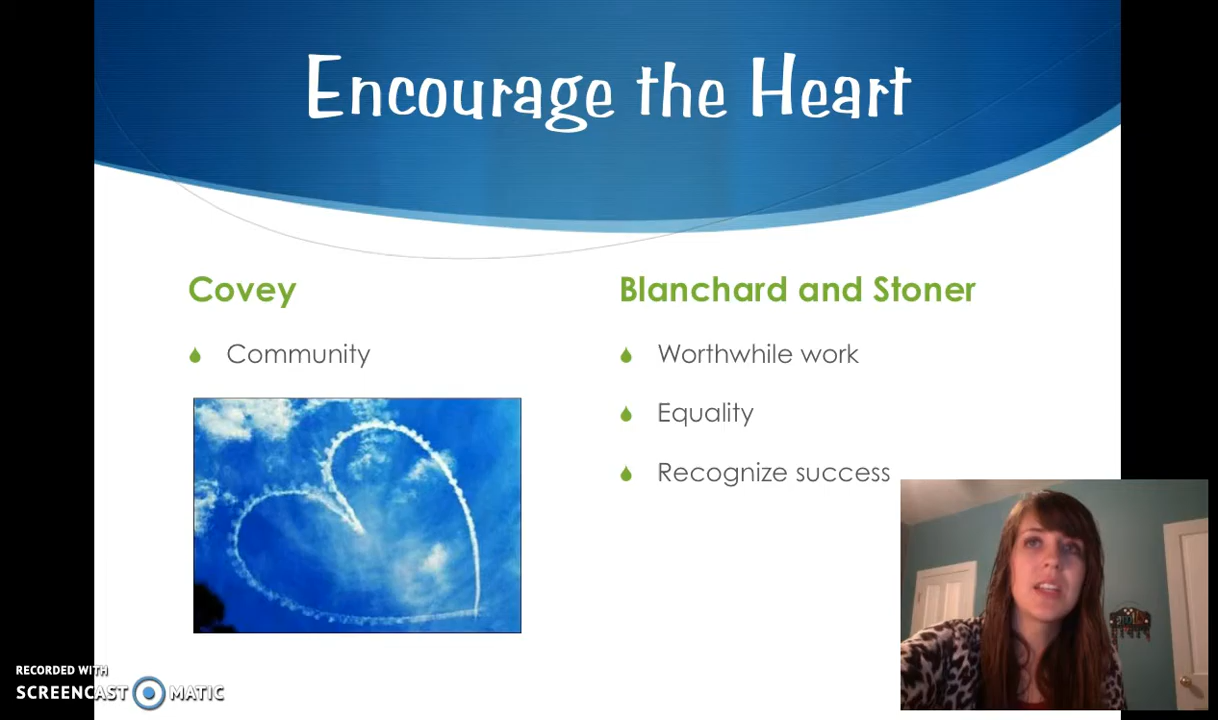 Encourage the Heart
Covey
Community
Blanchard and Stoner
Worthwhile work
Equality
Recognize success
RECORDED WITH
SCREENCAST MATIC